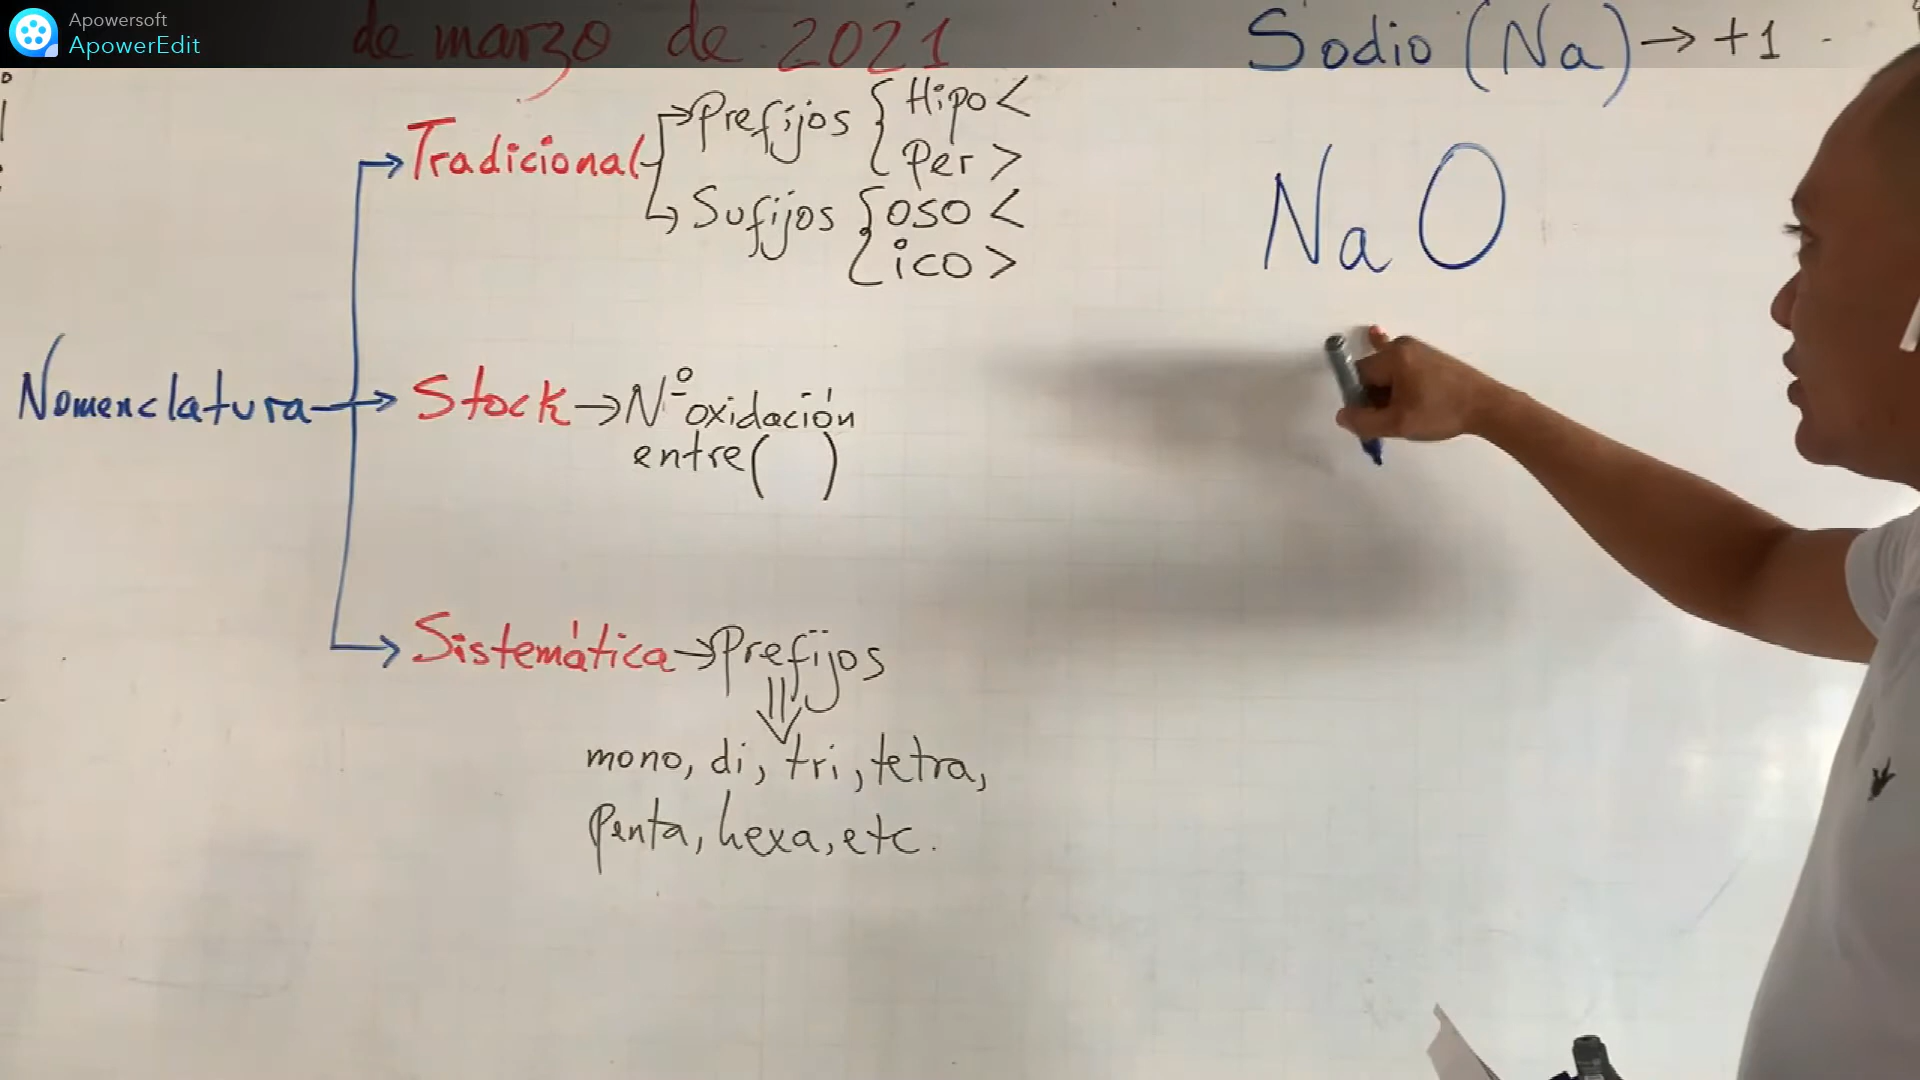 Apowersoft
ApowerEdit
de marzo de 2021
Sodio (Na) → +1
Nomenclatura
Tradicional
Prefijos { Hipo <
Per >
Sufijos { oso <
ico >
Na O
Stock → Nº oxidación
entre ( )
Sistemática → Prefijos
mono, di, tri, tetra,
penta, hexa, etc.